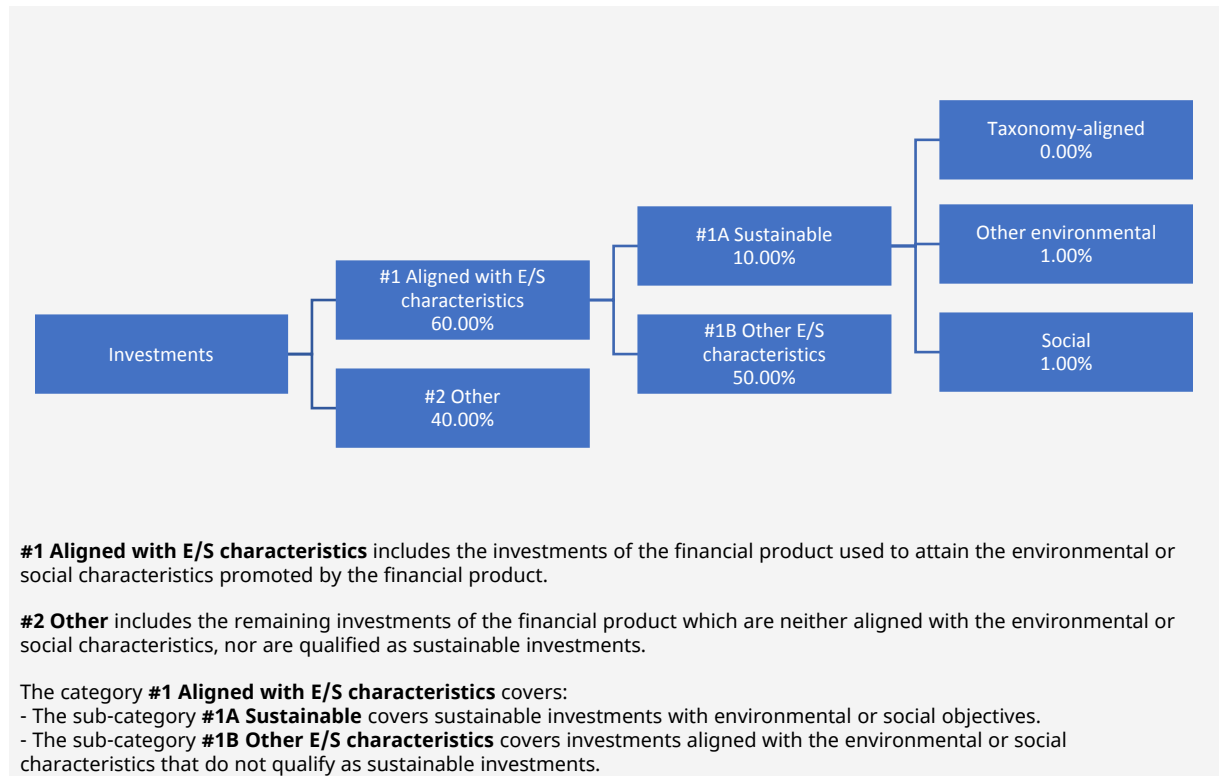 Taxonomy-aligned
0.00%
#1A Sustainable
10.00%
Other environmental
1.00%
#1 Aligned with E/S
characteristics
60.00%
Investments
#1B Other E/S
characteristics
50.00%
Social
1.00%
#2 Other
40.00%
#1 Aligned with E/S characteristics includes the investments of the financial product used to attain the environmental or
social characteristics promoted by the financial product.
#2 Other includes the remaining investments of the financial product which are neither aligned with the environmental or
social characteristics, nor are qualified as sustainable investments.
The category #1 Aligned with E/S characteristics covers:
- The sub-category #1A Sustainable covers sustainable investments with environmental or social objectives.
- The sub-category #1B Other E/S characteristics covers investments aligned with the environmental or social
characteristics that do not qualify as sustainable investments.